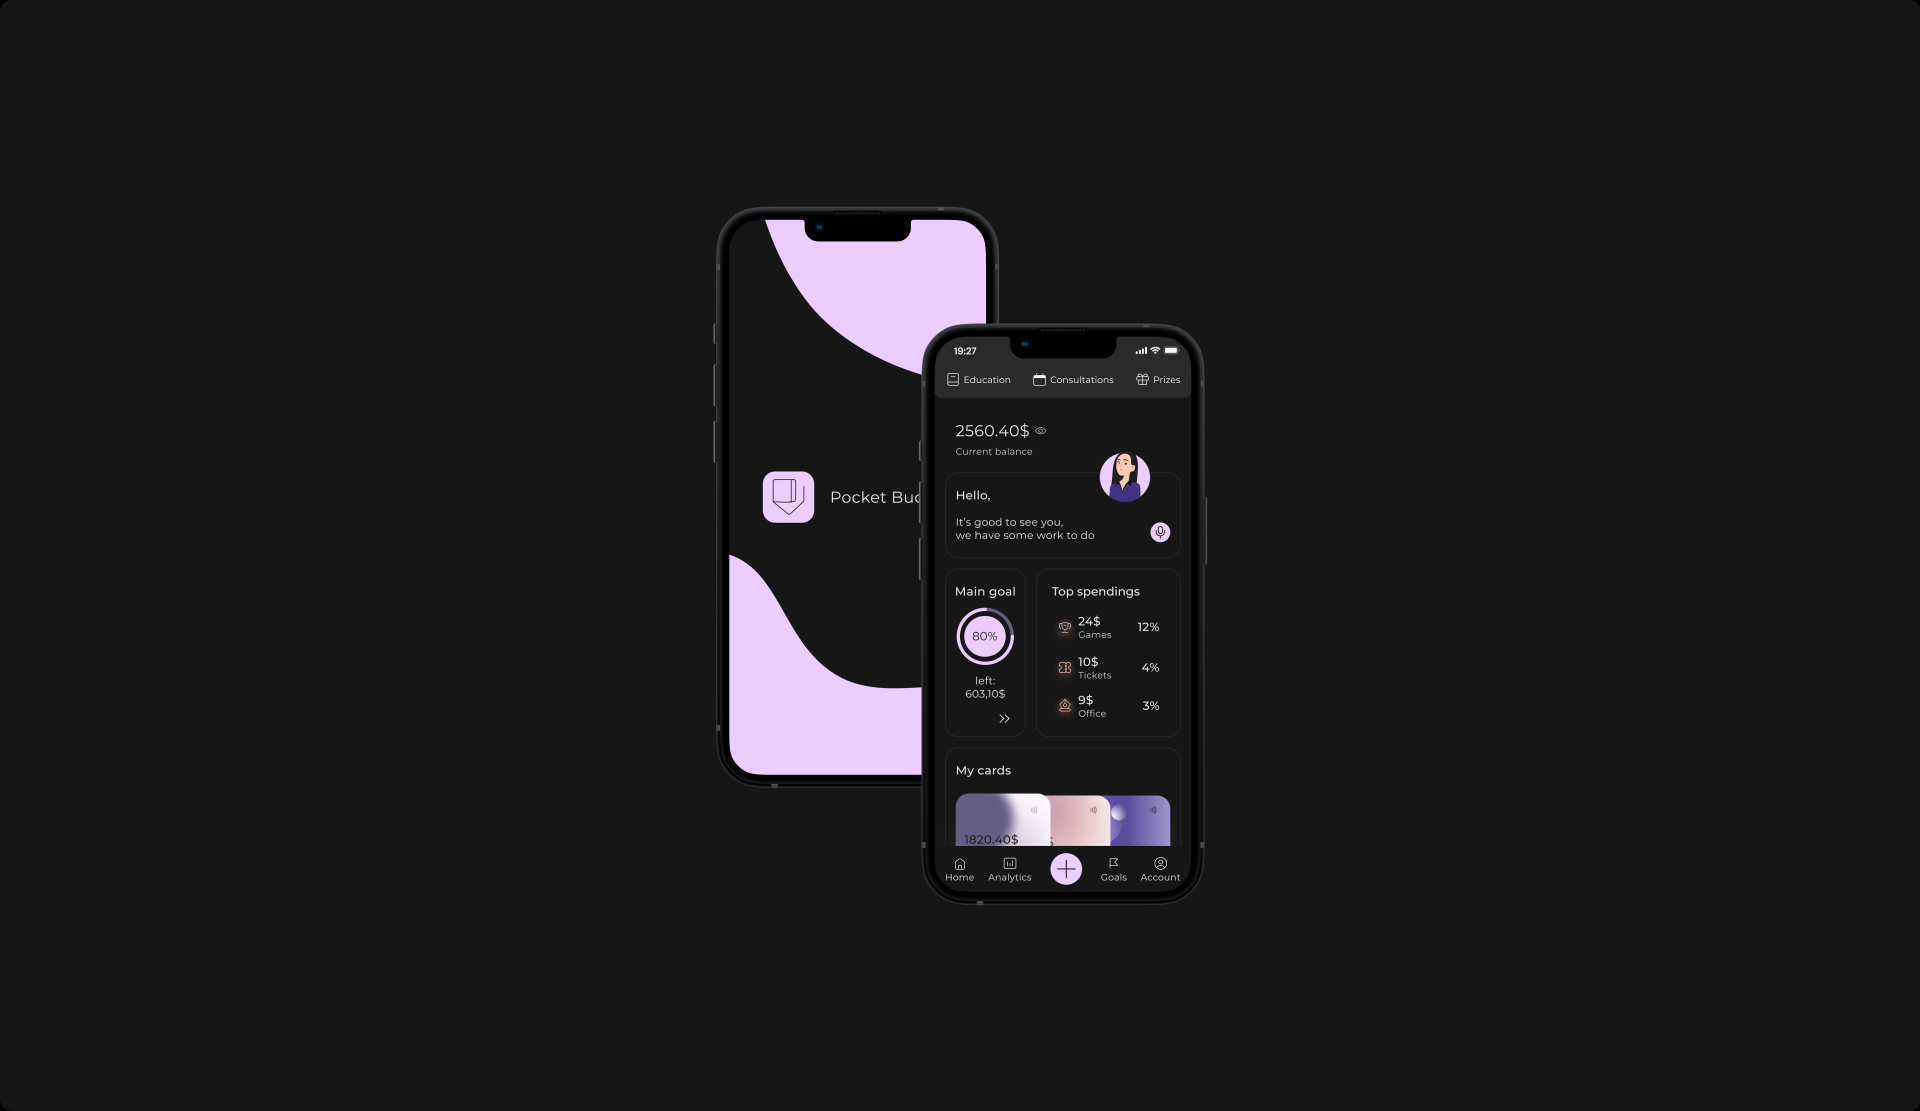 Pocket
19:27
Education
Consultations
Prizes
2560.40$
Current balance
Hello,
It's good to see you,
we have some work to do
Main goal
80%
left:
603,10$
Top spendings
24$
Games
12%
10$
Tickets
4%
9$
Office
3%
My cards
1820.40$
Home
Analytics
Goals
Account